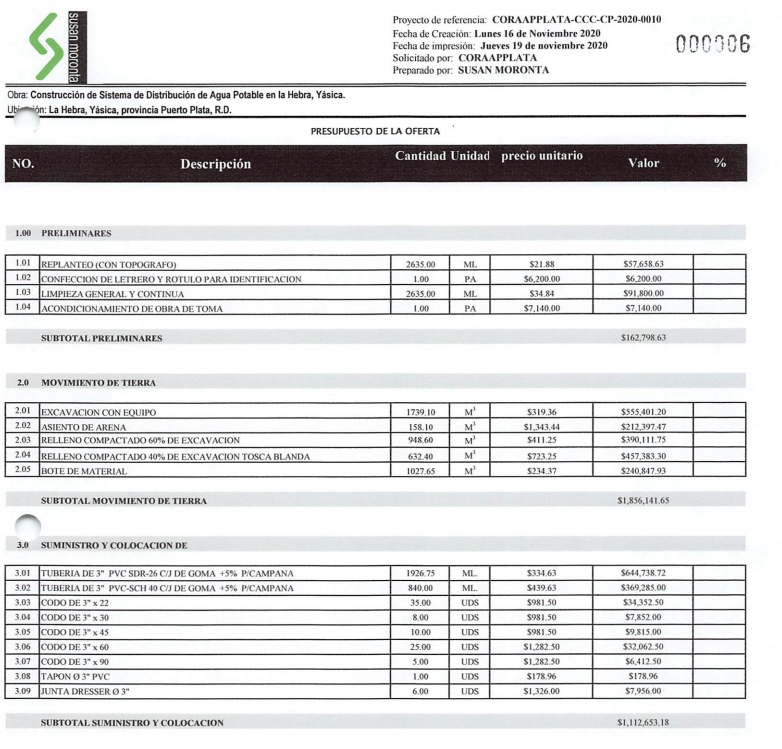 susan moronta
Proyecto de referencia: CORAAPPLATA-CCC-CP-2020-0010
Fecha de Creación: Lunes 16 de Noviembre 2020
Fecha de impresión: Jueves 19 de noviembre 2020
Solicitado por: CORAAPPLATA
Preparado por: SUSAN MORONTA
000006
Obra: Construcción de Sistema de Distribución de Agua Potable en la Hebra, Yásica.
La Hebra, Yásica, provincia Puerto Plata, R.D.
PRESUPUESTO DE LA OFERTA
NO. Descripción Cantidad Unidad precio unitario Valor %
1.00 PRELIMINARES
1.01 REPLANTEO (CON TOPOGRAFO) 2635.00 ML $21.88 $57,658.63
1.02 CONFECCION DE LETRERO Y ROTULO PARA IDENTIFICACION 1.00 PA $6,200.00 $6,200.00
1.03 LIMPIEZA GENERAL Y CONTINUA 2635.00 ML $34.84 $91,800.00
1.04 ACONDICIONAMIENTO DE OBRA DE TOMA 1.00 PA $7,140.00 $7,140.00
SUBTOTAL PRELIMINARES $162,798.63
2.0 MOVIMIENTO DE TIERRA
2.01 EXCAVACION CON EQUIPO 1739.10 M³ $319.36 $555,401.20
2.02 ASIENTO DE ARENA 158.10 M³ $1,343.44 $212,397.47
2.03 RELLENO COMPACTADO 60% DE EXCAVACION 948.60 M³ $411.25 $390,111.75
2.04 RELLENO COMPACTADO 40% DE EXCAVACION TOSCA BLANDA 632.40 M³ $723.25 $457,383.30
2.05 BOTE DE MATERIAL 1027.65 M³ $234.37 $240,847.93
SUBTOTAL MOVIMIENTO DE TIERRA $1,856,141.65
3.0 SUMINISTRO Y COLOCACION DE
3.01 TUBERIA DE 3" PVC SDR-26 C/J DE GOMA +5% P/CAMPANA 1926.75 ML. $334.63 $644,738.72
3.02 TUBERIA DE 3" PVC-SCH 40 C/J DE GOMA +5% P/CAMPANA 840.00 ML. $439.63 $369,285.00
3.03 CODO DE 3" x 22 35.00 UDS $981.50 $34,352.50
3.04 CODO DE 3" x 30 8.00 UDS $981.50 $7,852.00
3.05 CODO DE 3" x 45 10.00 UDS $981.50 $9,815.00
3.06 CODO DE 3" x 60 25.00 UDS $1,282.50 $32,062.50
3.07 CODO DE 3" x 90 5.00 UDS $1,282.50 $6,412.50
3.08 TAPON Ø 3" PVC 1.00 UDS $178.96 $178.96
3.09 JUNTA DRESSER Ø 3" 6.00 UDS $1,326.00 $7,956.00
SUBTOTAL SUMINISTRO Y COLOCACION $1,112,653.18